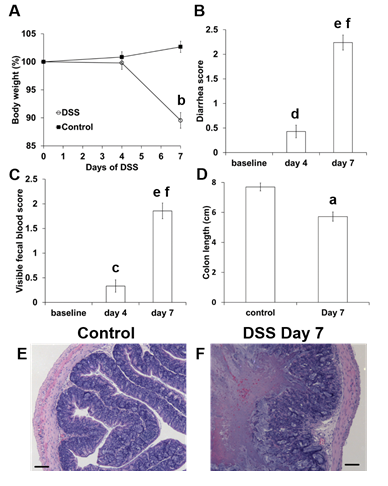 A
105
100
95
90
85
Body weight (%)
b
DSS
Control
0 1 2 3 4 5 6 7
Days of DSS
B
2.5
2
1.5
1
0.5
0
Diarrhea score
d
e f
baseline day 4 day 7
C
2.5
2
1.5
1
0.5
0
Visible fecal blood score
c
e f
baseline day 4 day 7
D
8
6
4
2
0
Colon length (cm)
a
control Day 7
Control
DSS Day 7
E
F